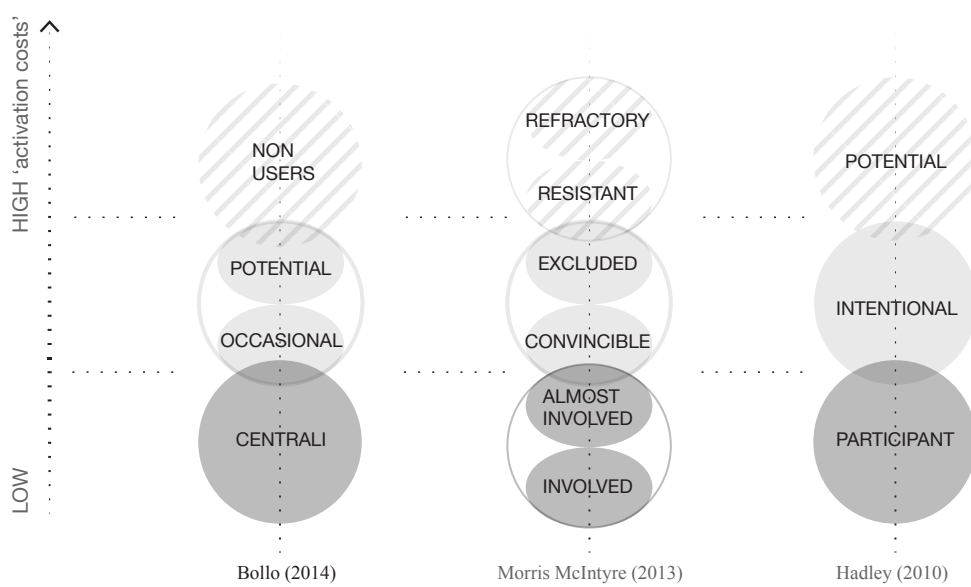 HIGH ‘activation costs’
LOW
NON
USERS
POTENTIAL
OCCASIONAL
CENTRALI
Bollo (2014)
REFRACTORY
RESISTANT
EXCLUDED
CONVINCIBLE
ALMOST
INVOLVED
INVOLVED
Morris McIntyre (2013)
POTENTIAL
INTENTIONAL
PARTICIPANT
Hadley (2010)